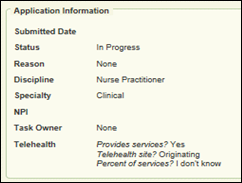 Application Information
Submitted Date
Status In Progress
Reason None
Discipline Nurse Practitioner
Specialty Clinical
NPI
Task Owner None
Telehealth Provides services? Yes
Telehealth site? Originating
Percent of services? I don't know